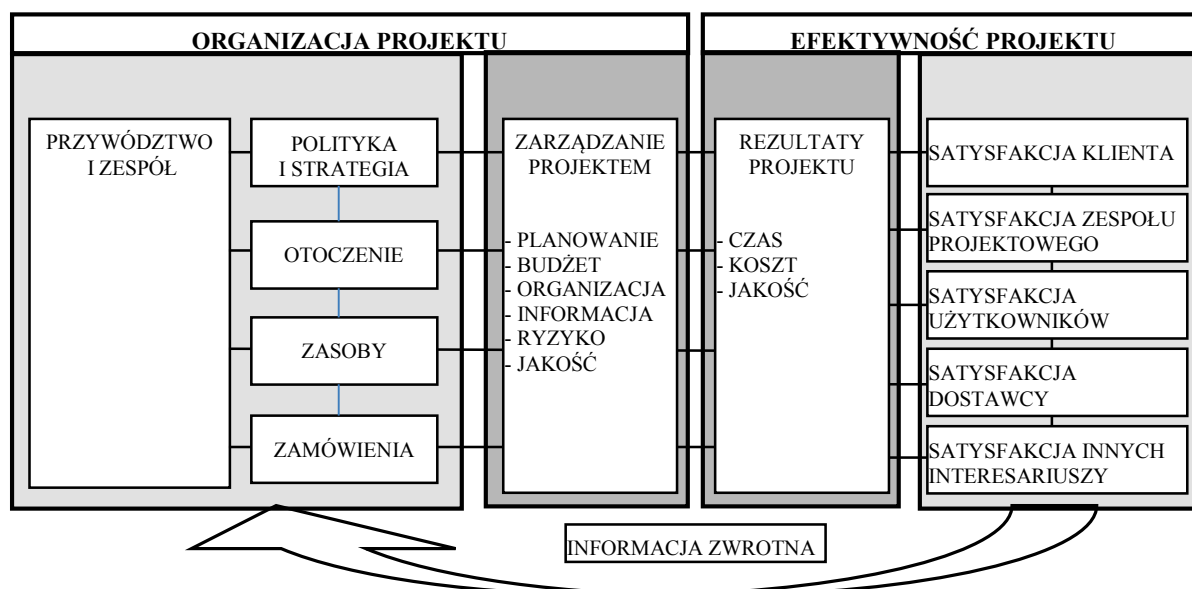 ORGANIZACJA PROJEKTU
EFEKTYWNOŚĆ PROJEKTU
PRZYWÓDZTWO
I ZESPÓŁ
POLITYKA
I STRATEGIA
OTOCZENIE
ZASOBY
ZAMÓWIENIA
ZARZĄDZANIE
PROJEKTEM
- PLANOWANIE
- BUDŻET
- ORGANIZACJA
- INFORMACJA
- RYZYKO
- JAKOŚĆ
REZULTATY
PROJEKTU
- CZAS
- KOSZT
- JAKOŚĆ
SATYSFAKCJA KLIENTA
SATYSFAKCJA ZESPOŁU
PROJEKTOWEGO
SATYSFAKCJA
UŻYTKOWNIKÓW
SATYSFAKCJA
DOSTAWCY
SATYSFAKCJA INNYCH
INTERESARIUSZY
INFORMACJA ZWROTNA